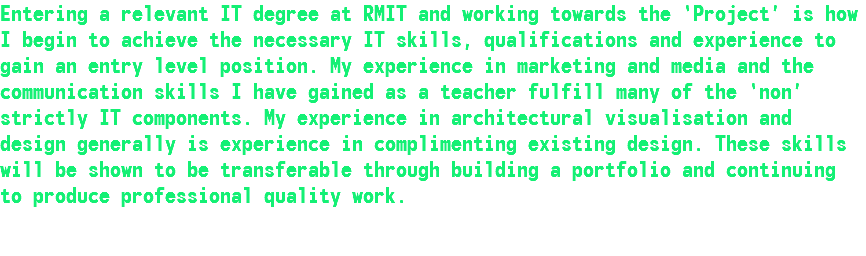 Entering a relevant IT degree at RMIT and working towards the ‘Project’ is how
I begin to achieve the necessary IT skills, qualifications and experience to
gain an entry level position. My experience in marketing and media and the
communication skills I have gained as a teacher fulfill many of the ‘non’
strictly IT components. My experience in architectural visualisation and
design generally is experience in complimenting existing design. These skills
will be shown to be transferable through building a portfolio and continuing
to produce professional quality work.